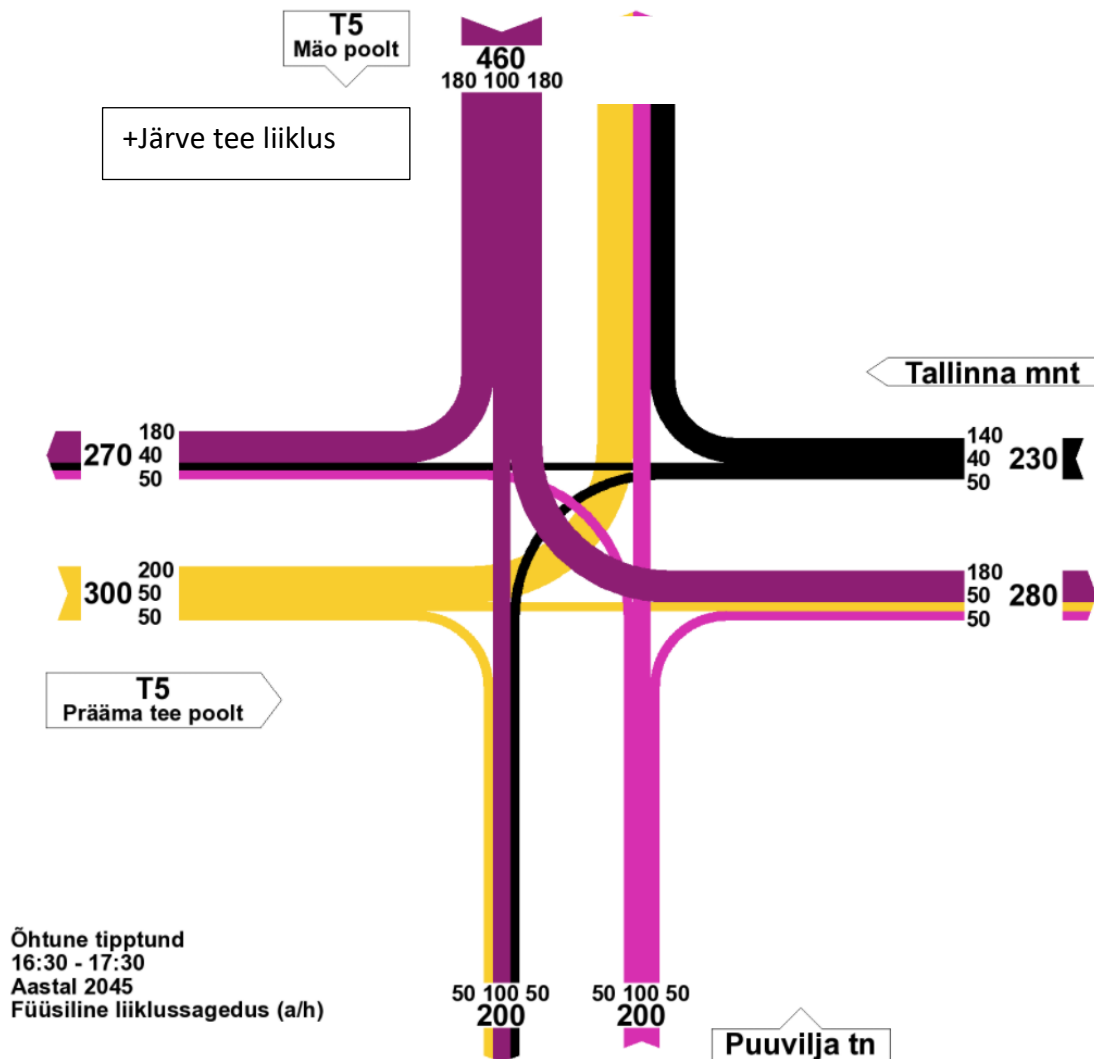 T5
Mäo poolt
460
180 100 180
+Järve tee liiklus
Tallinna mnt
180
270
40
50
140
40
230
50
200
300
50
50
180
50
280
50
T5
Prääma tee poolt
Õhtune tipptund
16:30 - 17:30
Aastal 2045
Füüsiline liiklussagedus (a/h)
50 100 50
200
50 100 50
200
Puuvilja tn